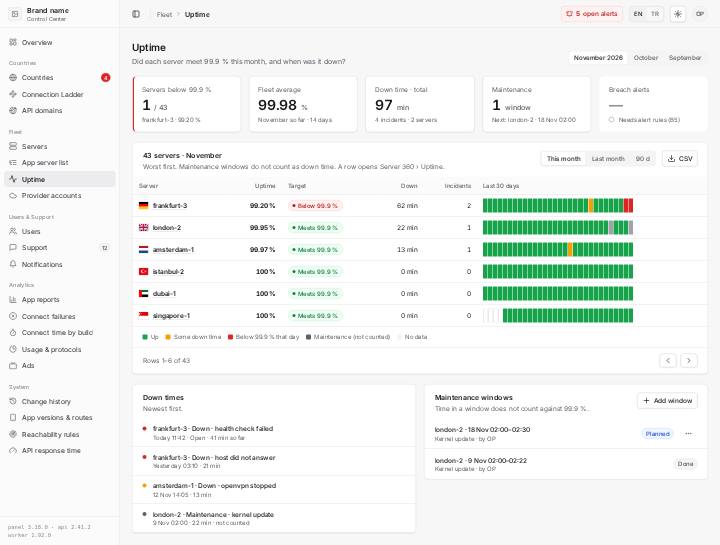 Brand name
Control Center
Overview
Countries
Countries 4
Connection Ladder
API domains
Fleet
Servers
App server list
Uptime
Provider accounts
Users & Support
Users
Support 12
Notifications
Analytics
App reports
Connect failures
Connect time by build
Usage & protocols
Ads
System
Change history
App versions & routes
Reachability rules
API response time
panel 3.18.0 · api 2.41.2
worker 2.92.0
Fleet > Uptime
5 open alerts
EN TR
OP
Uptime
Did each server meet 99.9 % this month, and when was it down?
November 2026 October September
Servers below 99.9 %
1 / 43
frankfurt-3 · 99.20 %
Fleet average
99.98 %
November so far · 14 days
Down time · total
97 min
4 incidents · 2 servers
Maintenance
1 window
Next: london-2 · 18 Nov 02:00
Breach alerts
—
Needs alert rules (B5)
43 servers · November
Worst first. Maintenance windows do not count as down time. A row opens Server 360 › Uptime.
This month Last month 90 d
CSV
Server Uptime Target Down Incidents Last 30 days
frankfurt-3 99.20 % Below 99.9 % 62 min 2
london-2 99.95 % Meets 99.9 % 22 min 1
amsterdam-1 99.97 % Meets 99.9 % 13 min 1
istanbul-2 100 % Meets 99.9 % 0 min 0
dubai-1 100 % Meets 99.9 % 0 min 0
singapore-1 100 % Meets 99.9 % 0 min 0
Up Some down time Below 99.9 % that day Maintenance (not counted) No data
Rows 1–6 of 43
Down times
Newest first.
frankfurt-3 · Down · health check failed
Today 11:42 · Open · 41 min so far
frankfurt-3 · Down · host did not answer
Yesterday 03:10 · 21 min
amsterdam-1 · Down · openvpn stopped
12 Nov 14:05 · 13 min
london-2 · Maintenance · kernel update
9 Nov 02:00 · 22 min · not counted
Maintenance windows
Time in a window does not count against 99.9 %.
Add window
london-2 · 18 Nov 02:00–02:30
Kernel update · by OP
Planned
london-2 · 9 Nov 02:00–02:22
Kernel update · by OP
Done